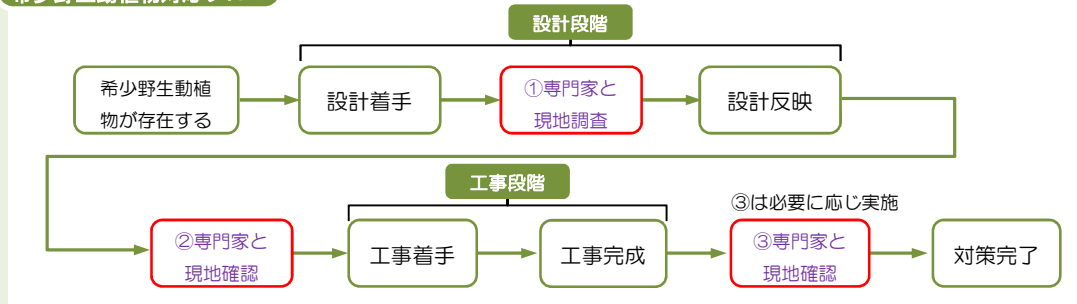 設計段階
希少野生動植
物が存在する
設計着手
①専門家と
現地調査
設計反映
工事段階
③は必要に応じ実施
②専門家と
現地確認
工事着手
工事完成
③専門家と
現地確認
対策完了